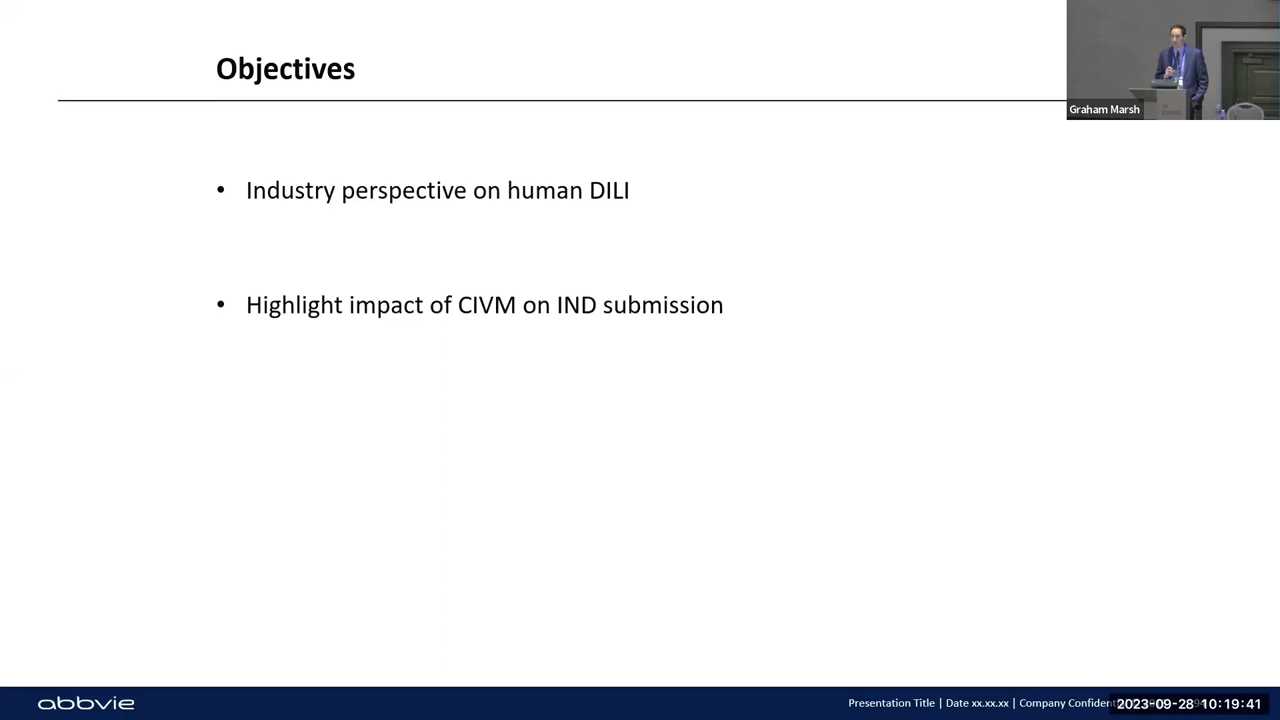 Objectives
Graham Marsh
• Industry perspective on human DILI
• Highlight impact of CIVM on IND submission
abbvie
Presentation Title | Date xx.xx.xx | Company Confident
2023-09-28 10:19:41